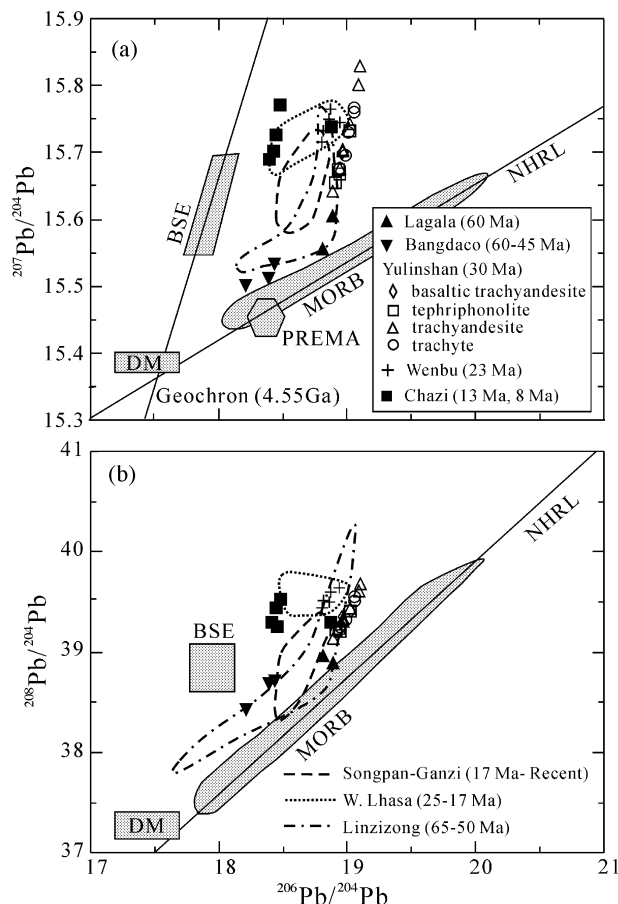 15.9
(a)
15.8
15.7
NHRL
BSE
²⁰⁷Pb/²⁰⁴Pb
15.6
Lagala (60 Ma)
Bangdaco (60-45 Ma)
Yulinshan (30 Ma)
basaltic trachyandesite
tephriphonolite
trachyandesite
trachyte
Wenbu (23 Ma)
Chazi (13 Ma, 8 Ma)
15.5
MORB
PREMA
15.4
DM
Geochron (4.55Ga)
15.3
41
(b)
NHRL
40
BSE
39
²⁰⁸Pb/²⁰⁴Pb
MORB
38
Songpan-Ganzi (17 Ma- Recent)
W. Lhasa (25-17 Ma)
DM
Linzizong (65-50 Ma)
37
17 18 19 20 21
²⁰⁶Pb/²⁰⁴Pb